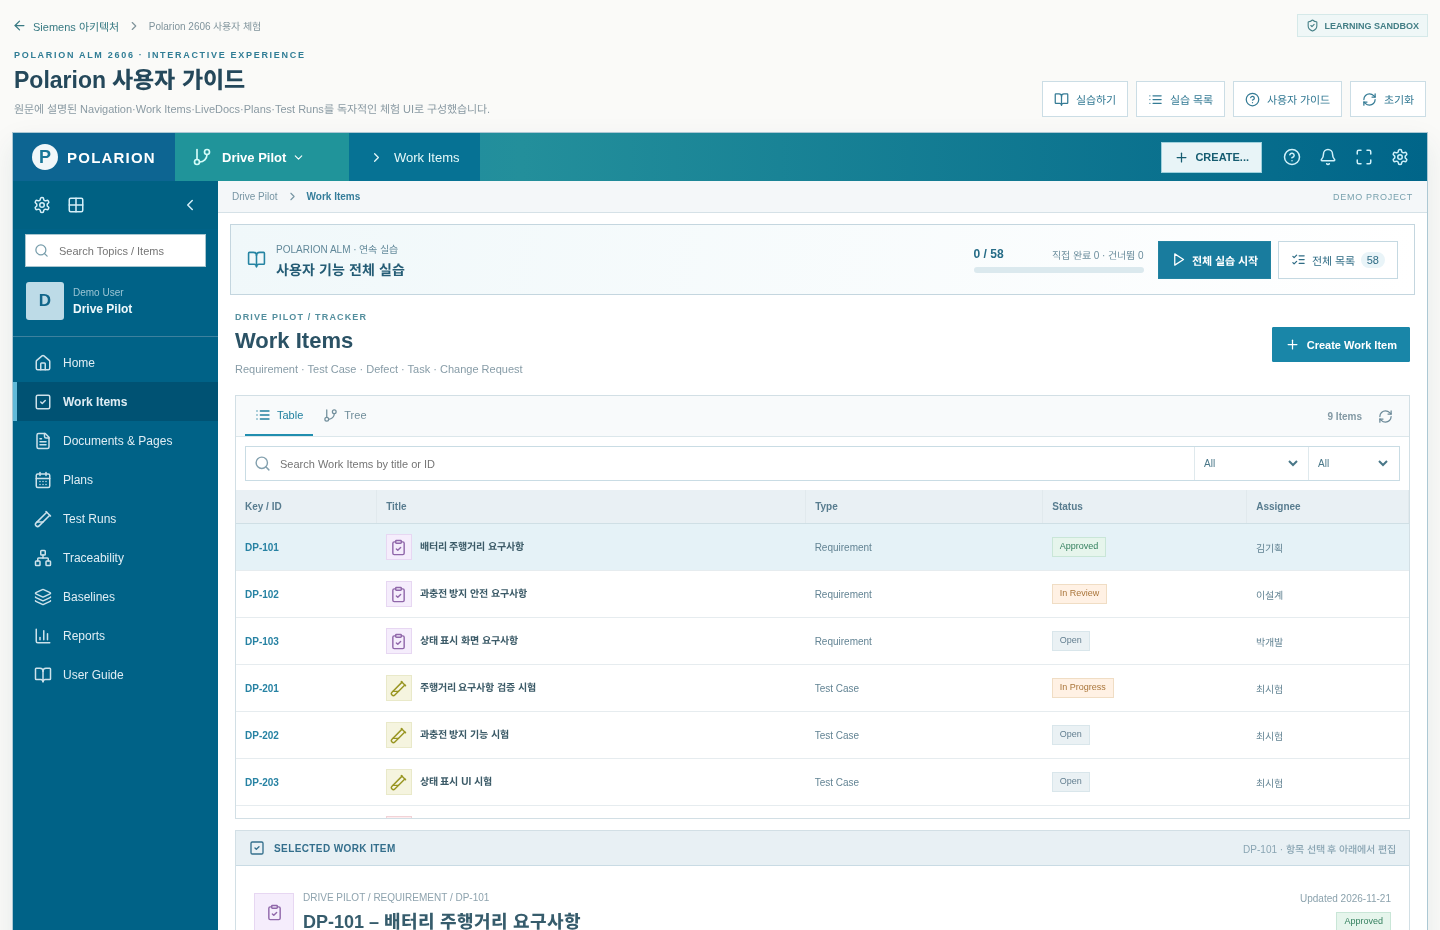 Siemens 아키텍처 > Polarion 2606 사용자 체험
LEARNING SANDBOX
POLARION ALM 2606 · INTERACTIVE EXPERIENCE
Polarion 사용자 가이드
원문에 설명된 Navigation·Work Items·LiveDocs·Plans·Test Runs를 독자적인 체험 UI로 구성했습니다.
실습하기
실습 목록
사용자 가이드
초기화
P POLARION
Drive Pilot
Work Items
CREATE...
Search Topics / Items
D
Demo User
Drive Pilot
Home
Work Items
Documents & Pages
Plans
Test Runs
Traceability
Baselines
Reports
User Guide
Drive Pilot > Work Items
DEMO PROJECT
POLARION ALM · 연속 실습
사용자 기능 전체 실습
0 / 58
직접 완료 0 · 건너뜀 0
전체 실습 시작
전체 목록 58
DRIVE PILOT / TRACKER
Work Items
Requirement · Test Case · Defect · Task · Change Request
Create Work Item
Table
Tree
9 Items
Search Work Items by title or ID
All
All
Key / ID Title Type Status Assignee
DP-101 배터리 주행거리 요구사항 Requirement Approved 김기획
DP-102 과충전 방지 안전 요구사항 Requirement In Review 이설계
DP-103 상태 표시 화면 요구사항 Requirement Open 박개발
DP-201 주행거리 요구사항 검증 시험 Test Case In Progress 최시험
DP-202 과충전 방지 기능 시험 Test Case Open 최시험
DP-203 상태 표시 UI 시험 Test Case Open 최시험
SELECTED WORK ITEM
DP-101 · 항목 선택 후 아래에서 편집
DRIVE PILOT / REQUIREMENT / DP-101
DP-101 – 배터리 주행거리 요구사항
Updated 2026-11-21
Approved